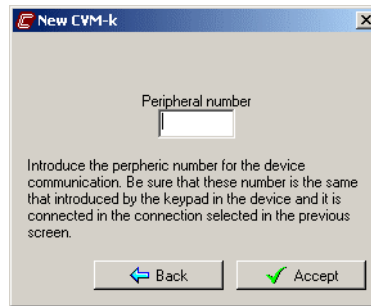 New CVM-k
Peripheral number
Introduce the perpheric number for the device
communication. Be sure that these number is the same
that introduced by the keypad in the device and it is
connected in the connection selected in the previous
screen.
Back
Accept